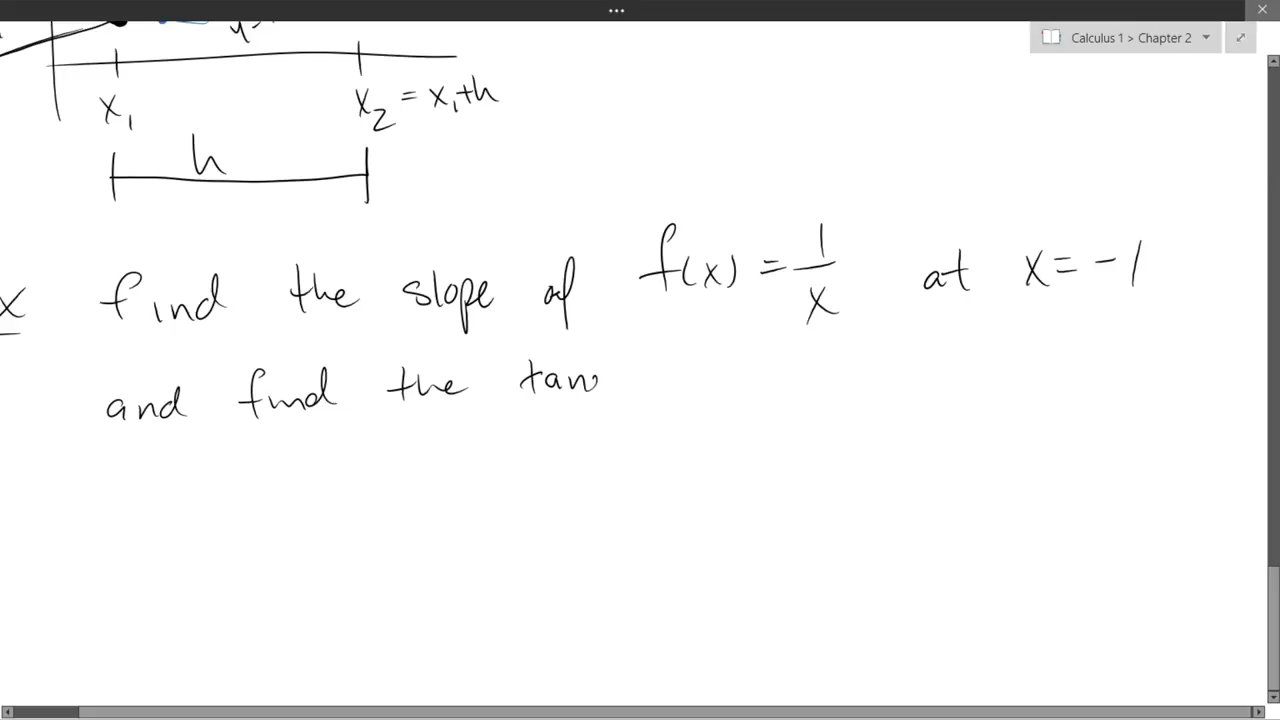 ...
Calculus 1 > Chapter 2
x₁
x₂ = x₁+h
h
x find the slope of f(x) = 1/x at x = -1
and find the tan